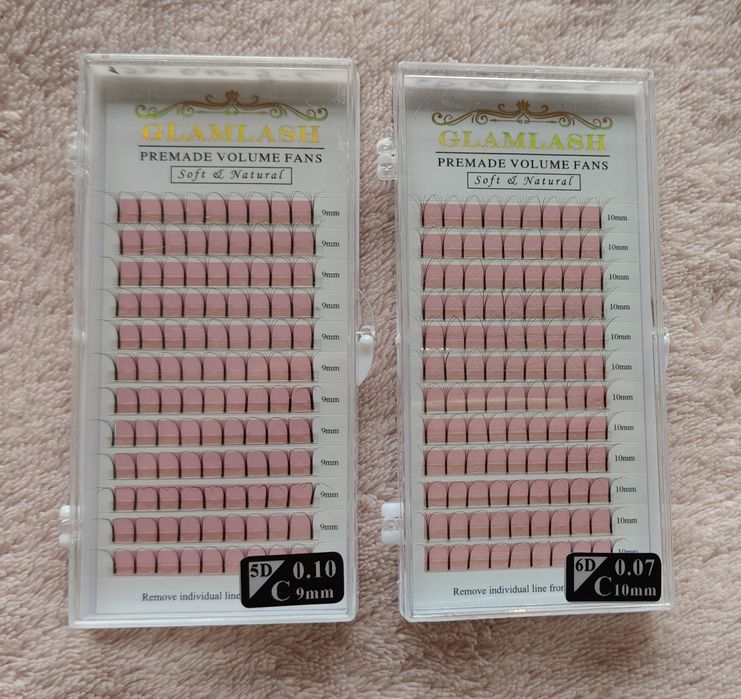 GLAMLASH
PREMADE VOLUME FANS
Soft & Natural
9mm
9mm
9mm
9mm
9mm
9mm
9mm
9mm
9mm
9mm
9mm
5D 0.10
C 9mm
Remove individual line
GLAMLASH
PREMADE VOLUME FANS
Soft & Natural
10mm
10mm
10mm
10mm
10mm
10mm
10mm
10mm
10mm
10mm
10mm
10mm
6D 0.07
C 10mm
Remove individual line from